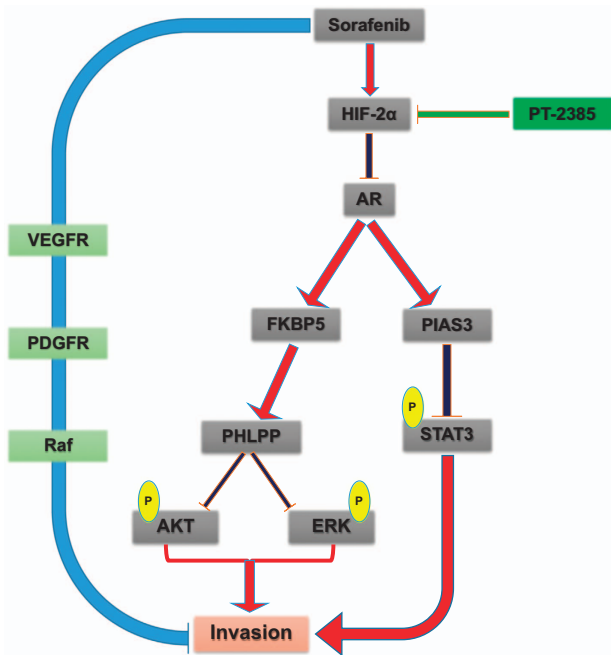 Sorafenib
HIF-2α
PT-2385
AR
VEGFR
FKBP5
PIAS3
PDGFR
P
STAT3
Raf
PHLPP
P
AKT
P
ERK
Invasion